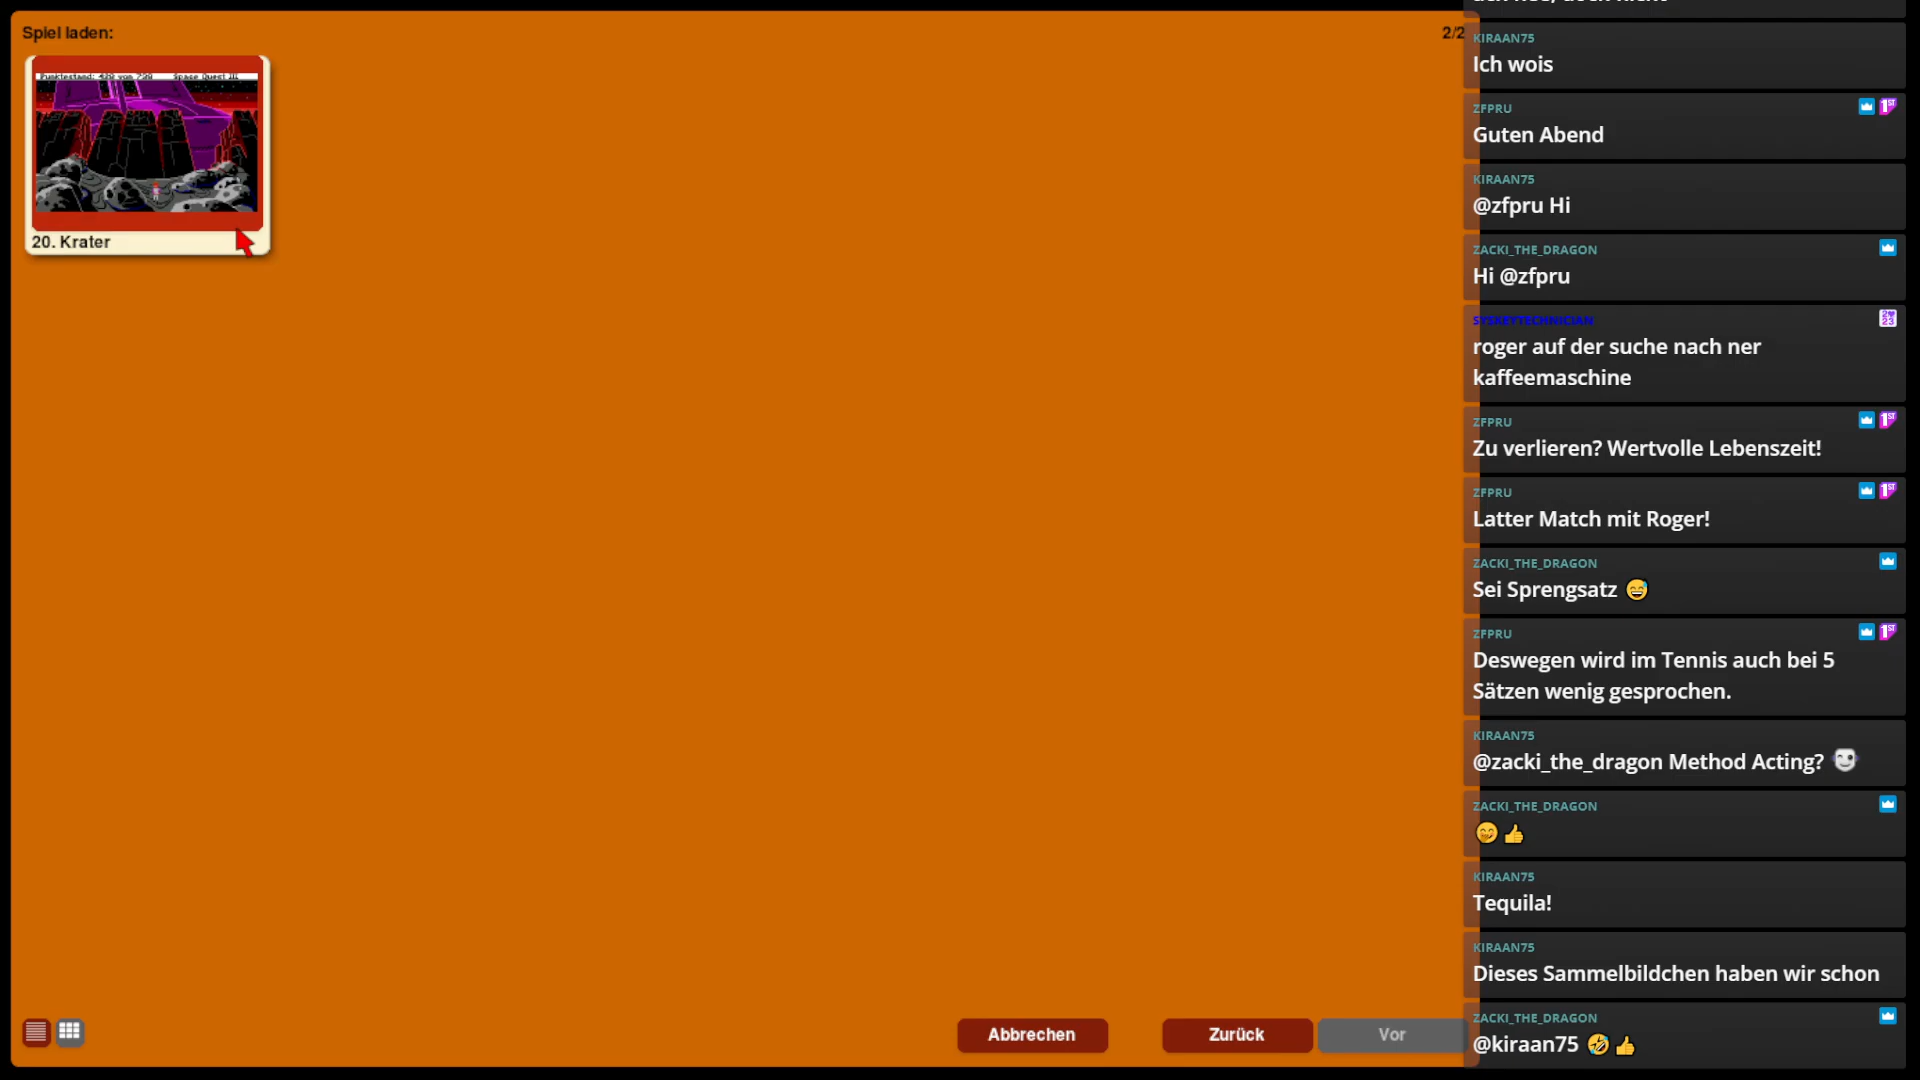 Spiel laden:
2/2
Punktestand: 430 von 738 Space Quest III
20. Krater
Abbrechen
Zurück
Vor
KIRAAN75
Ich wois
ZFPRU
Guten Abend
KIRAAN75
@zfpru Hi
ZACKI_THE_DRAGON
Hi @zfpru
SYSKEYTECHNICIAN
roger auf der suche nach ner
kaffeemaschine
ZFPRU
Zu verlieren? Wertvolle Lebenszeit!
ZFPRU
Latter Match mit Roger!
ZACKI_THE_DRAGON
Sei Sprengsatz 😅
ZFPRU
Deswegen wird im Tennis auch bei 5
Sätzen wenig gesprochen.
KIRAAN75
@zacki_the_dragon Method Acting?
ZACKI_THE_DRAGON
🤭👍
KIRAAN75
Tequila!
KIRAAN75
Dieses Sammelbildchen haben wir schon
ZACKI_THE_DRAGON
@kiraan75 🤣👍